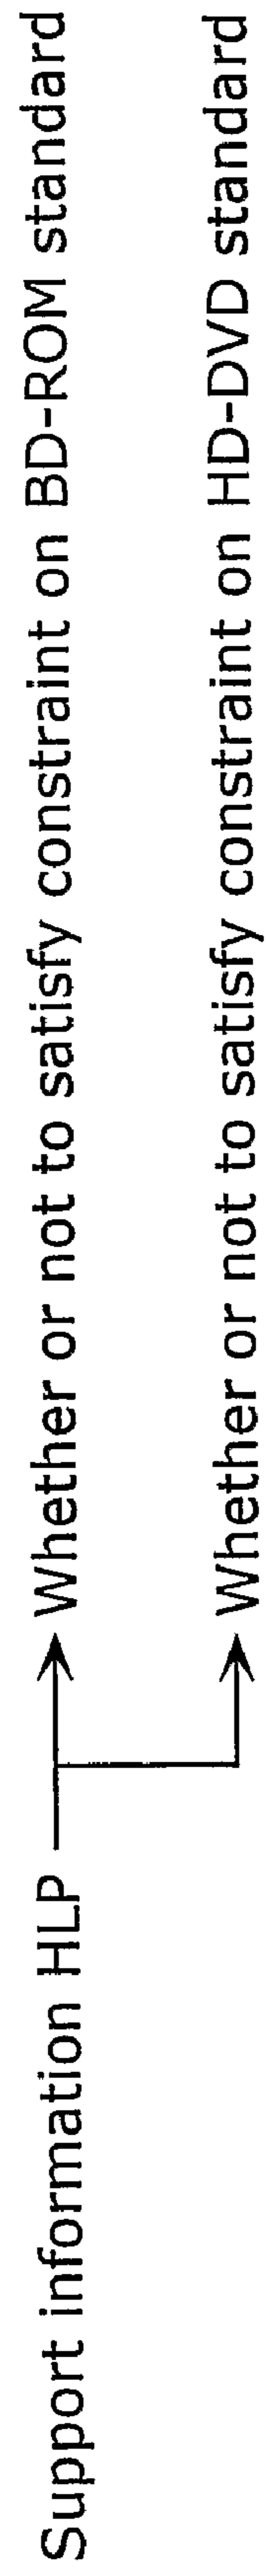 Support information HLP
Whether or not to satisfy constraint on BD-ROM standard
Whether or not to satisfy constraint on HD-DVD standard